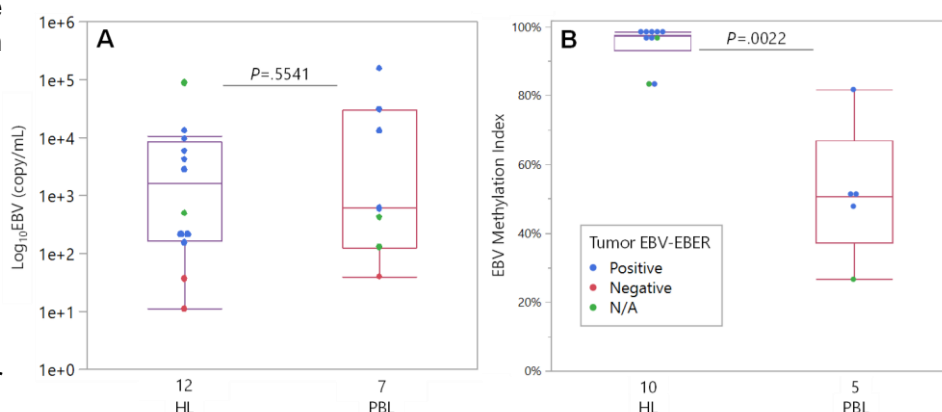 A
1e+6
1e+5
1e+4
1e+3
1e+2
1e+1
1e+0
Log10EBV (copy/mL)
P=.5541
12
HL
7
PBL
B
100%
80%
60%
40%
20%
0%
EBV Methylation Index
P=.0022
Tumor EBV-EBER
Positive
Negative
N/A
10
HL
5
PBL